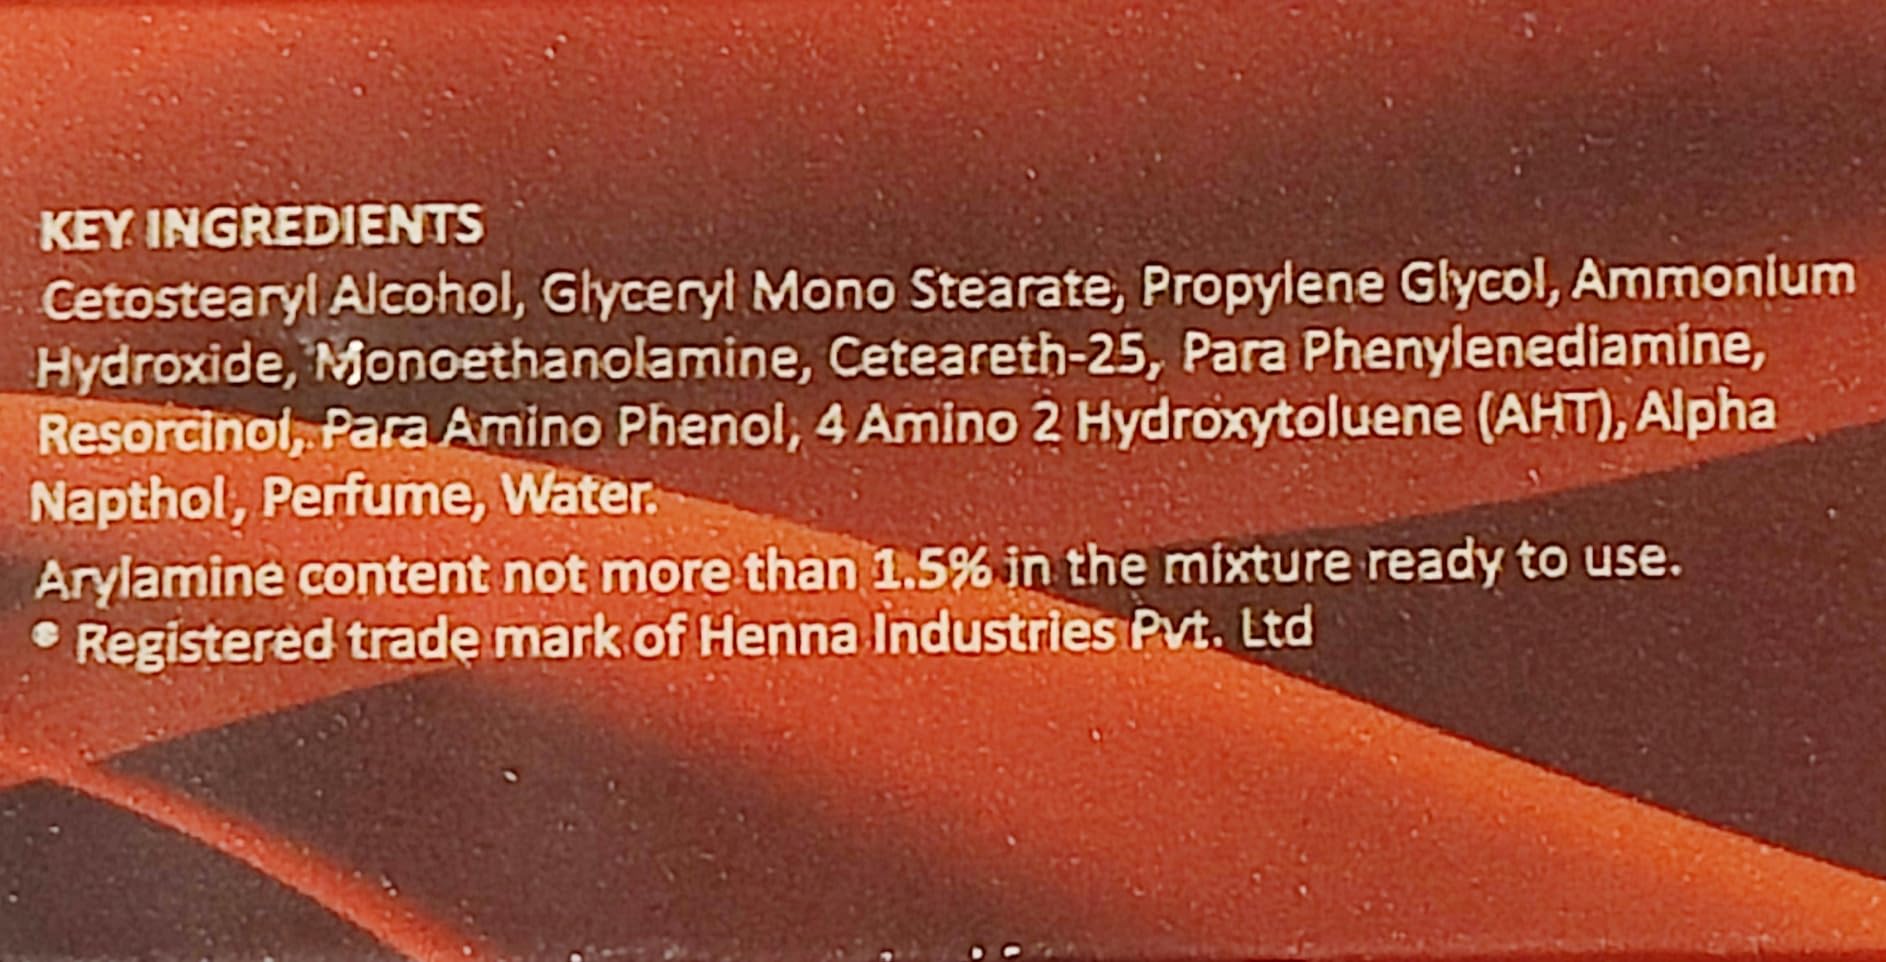 KEY INGREDIENTS
Cetostearyl Alcohol, Glyceryl Mono Stearate, Propylene Glycol, Ammonium
Hydroxide, Monoethanolamine, Ceteareth-25, Para Phenylenediamine,
Resorcinol, Para Amino Phenol, 4 Amino 2 Hydroxytoluene (AHT), Alpha
Napthol, Perfume, Water.
Arylamine content not more than 1.5% in the mixture ready to use.
® Registered trade mark of Henna Industries Pvt. Ltd